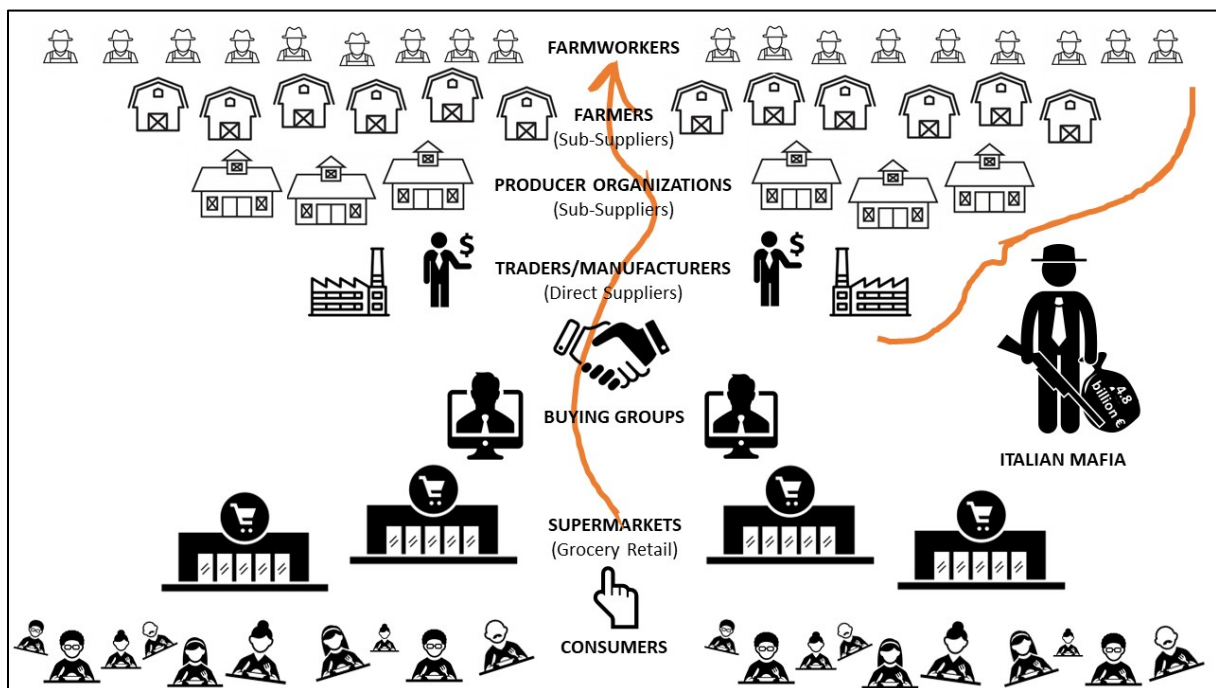 FARMWORKERS
FARMERS
(Sub-Suppliers)
PRODUCER ORGANIZATIONS
(Sub-Suppliers)
$
$
TRADERS/MANUFACTURERS
(Direct Suppliers)
BUYING GROUPS
4.8
billion €
ITALIAN MAFIA
SUPERMARKETS
(Grocery Retail)
CONSUMERS